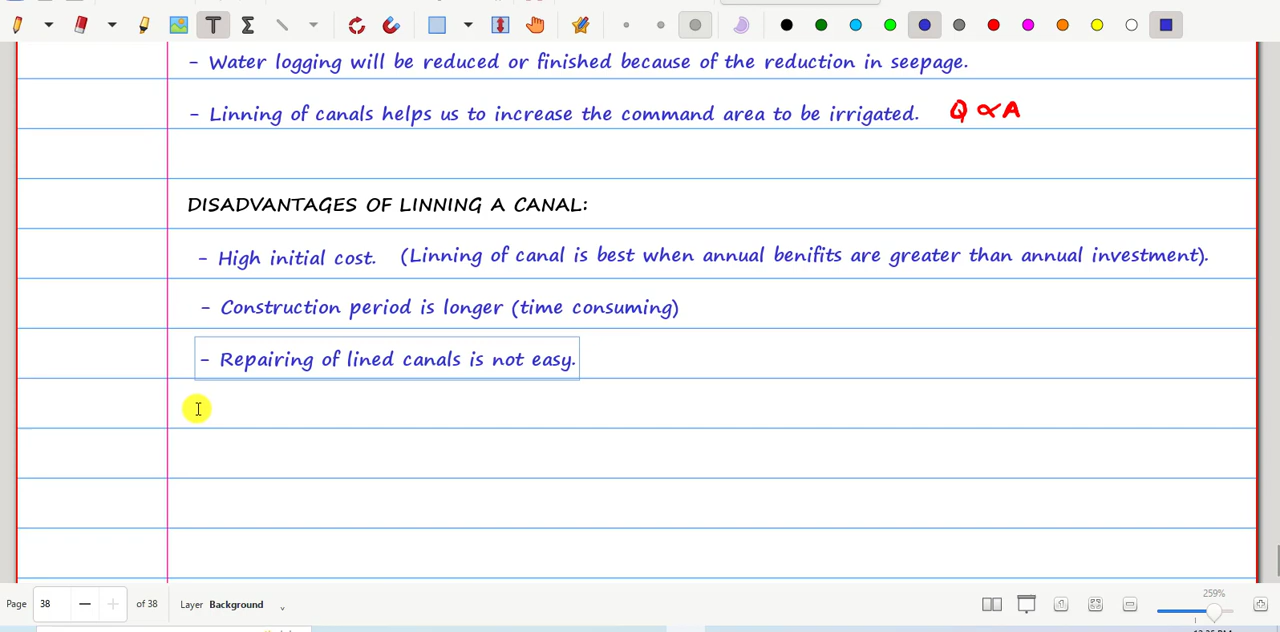 - Water logging will be reduced or finished because of the reduction in seepage.
- Linning of canals helps us to increase the command area to be irrigated. Q ∝ A
DISADVANTAGES OF LINNING A CANAL:
- High initial cost. (Linning of canal is best when annual benifits are greater than annual investment).
- Construction period is longer (time consuming)
- Repairing of lined canals is not easy.
Page 38 of 38 Layer Background 259%